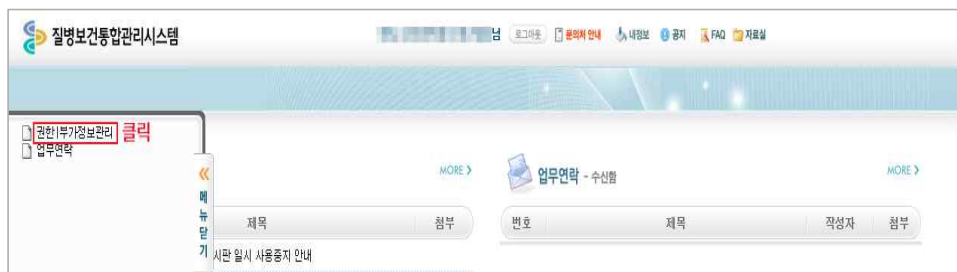 질병보건통합관리시스템
님 로그아웃 문의처 안내 내정보 공지 FAQ 자료실
권한|부가정보관리 클릭
업무연락
메뉴닫기
MORE
업무연락 - 수신함
MORE
제목 첨부
번호 제목 작성자 첨부
시판 일시 사용중지 안내